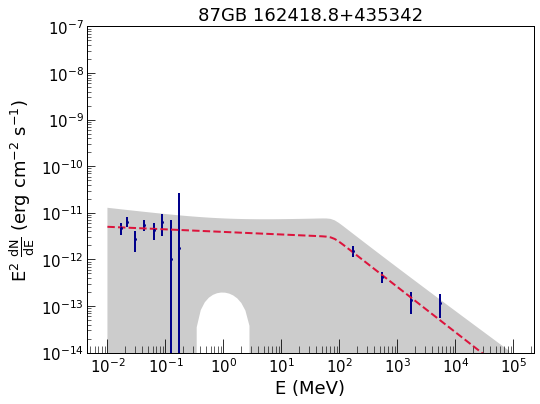 87GB 162418.8+435342
E² dN/dE (erg cm⁻² s⁻¹)
10⁻⁷
10⁻⁸
10⁻⁹
10⁻¹⁰
10⁻¹¹
10⁻¹²
10⁻¹³
10⁻¹⁴
10⁻² 10⁻¹ 10⁰ 10¹ 10² 10³ 10⁴ 10⁵
E (MeV)